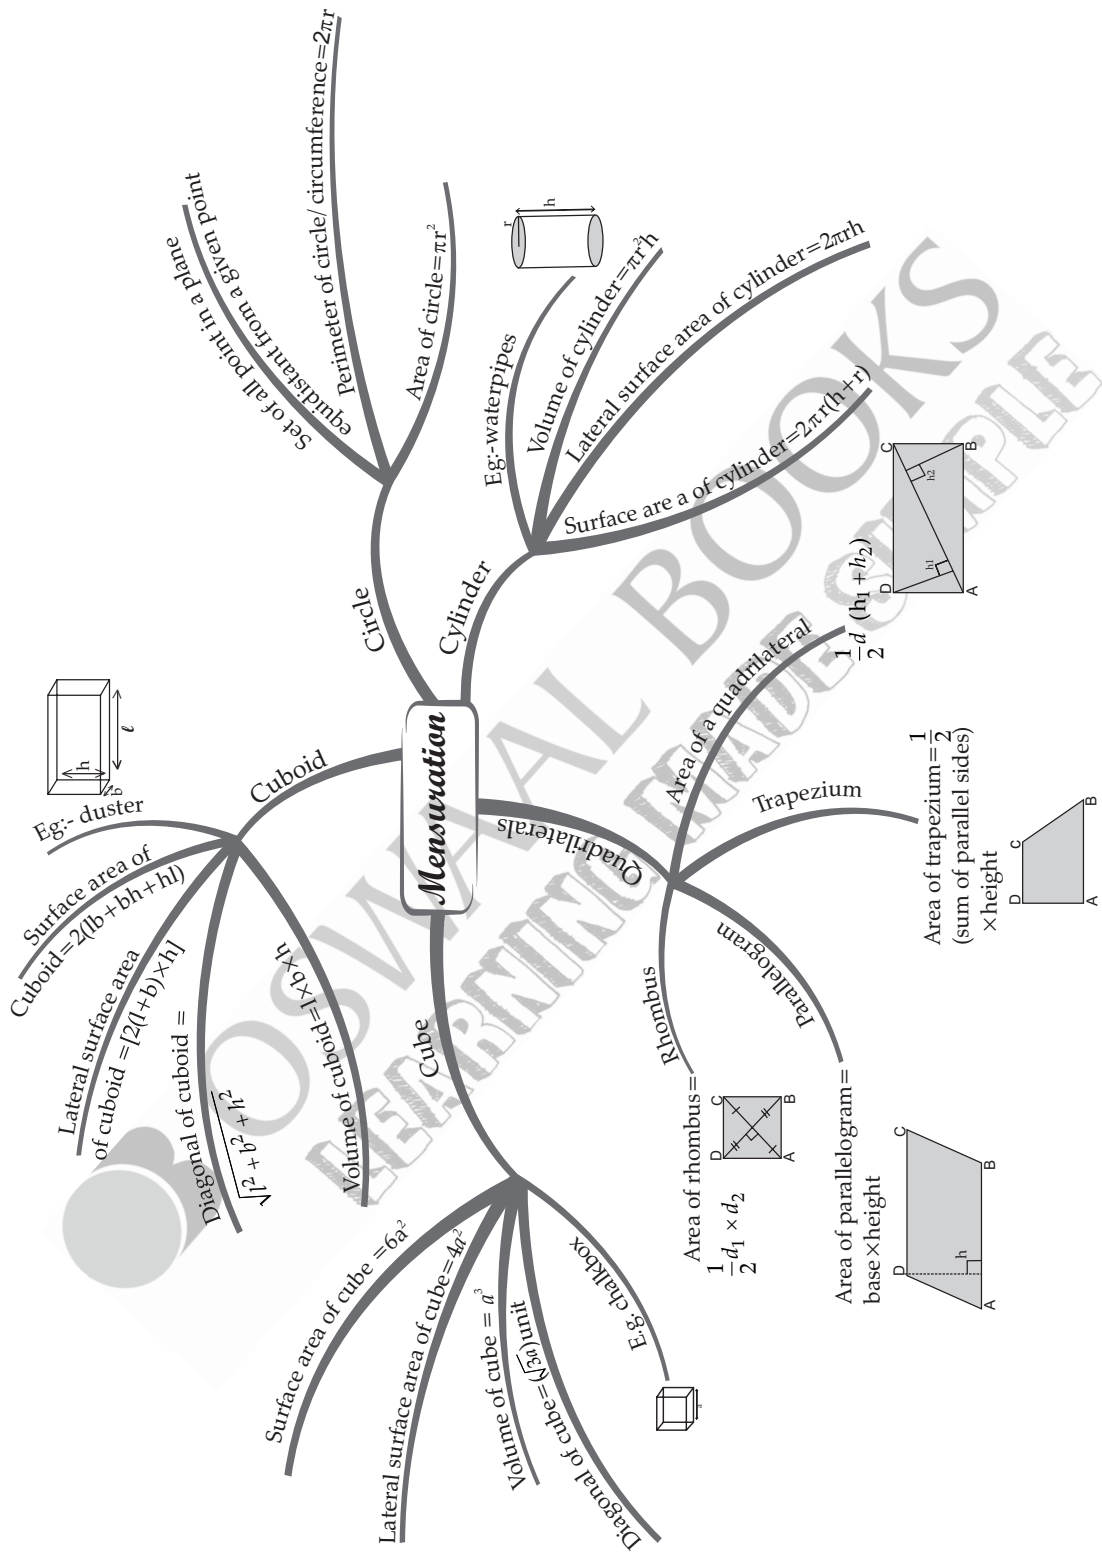 Mensuration
Circle
Set of all point in a plane
equidistant from a given point
Perimeter of circle/ circumference=2πr
Area of circle=πr²
Cylinder
Eg:-waterpipes
r
h
Volume of cylinder=πr²h
Lateral surface area of cylinder=2πrh
Surface are a of cylinder=2πr(h+r)
Quadrilaterals
Area of a quadrilateral
1/2 d (h₁ + h₂)
D
C
h1
h2
A
B
Trapezium
Area of trapezium=1/2
(sum of parallel sides)
×height
D
C
A
B
Parallelogram
Area of parallelogram=
base×height
D
C
h
A
B
Rhombus
Area of rhombus=
1/2 d₁ × d₂
D
C
A
B
Cube
Surface area of cube =6a²
Lateral surface area of cube=4a²
Volume of cube = a³
Diagonal of cube=(√3a)unit
E.g. chalkbox
Cuboid
Eg:- duster
h
b
ℓ
Surface area of
Cuboid=2(lb+bh+hl)
Lateral surface area
of cuboid =[2(l+b)×h]
Diagonal of cuboid =
√l² + b² + h²
Volume of cuboid=l×b×h
OSWAAL BOOKS
LEARNING MADE SIMPLE